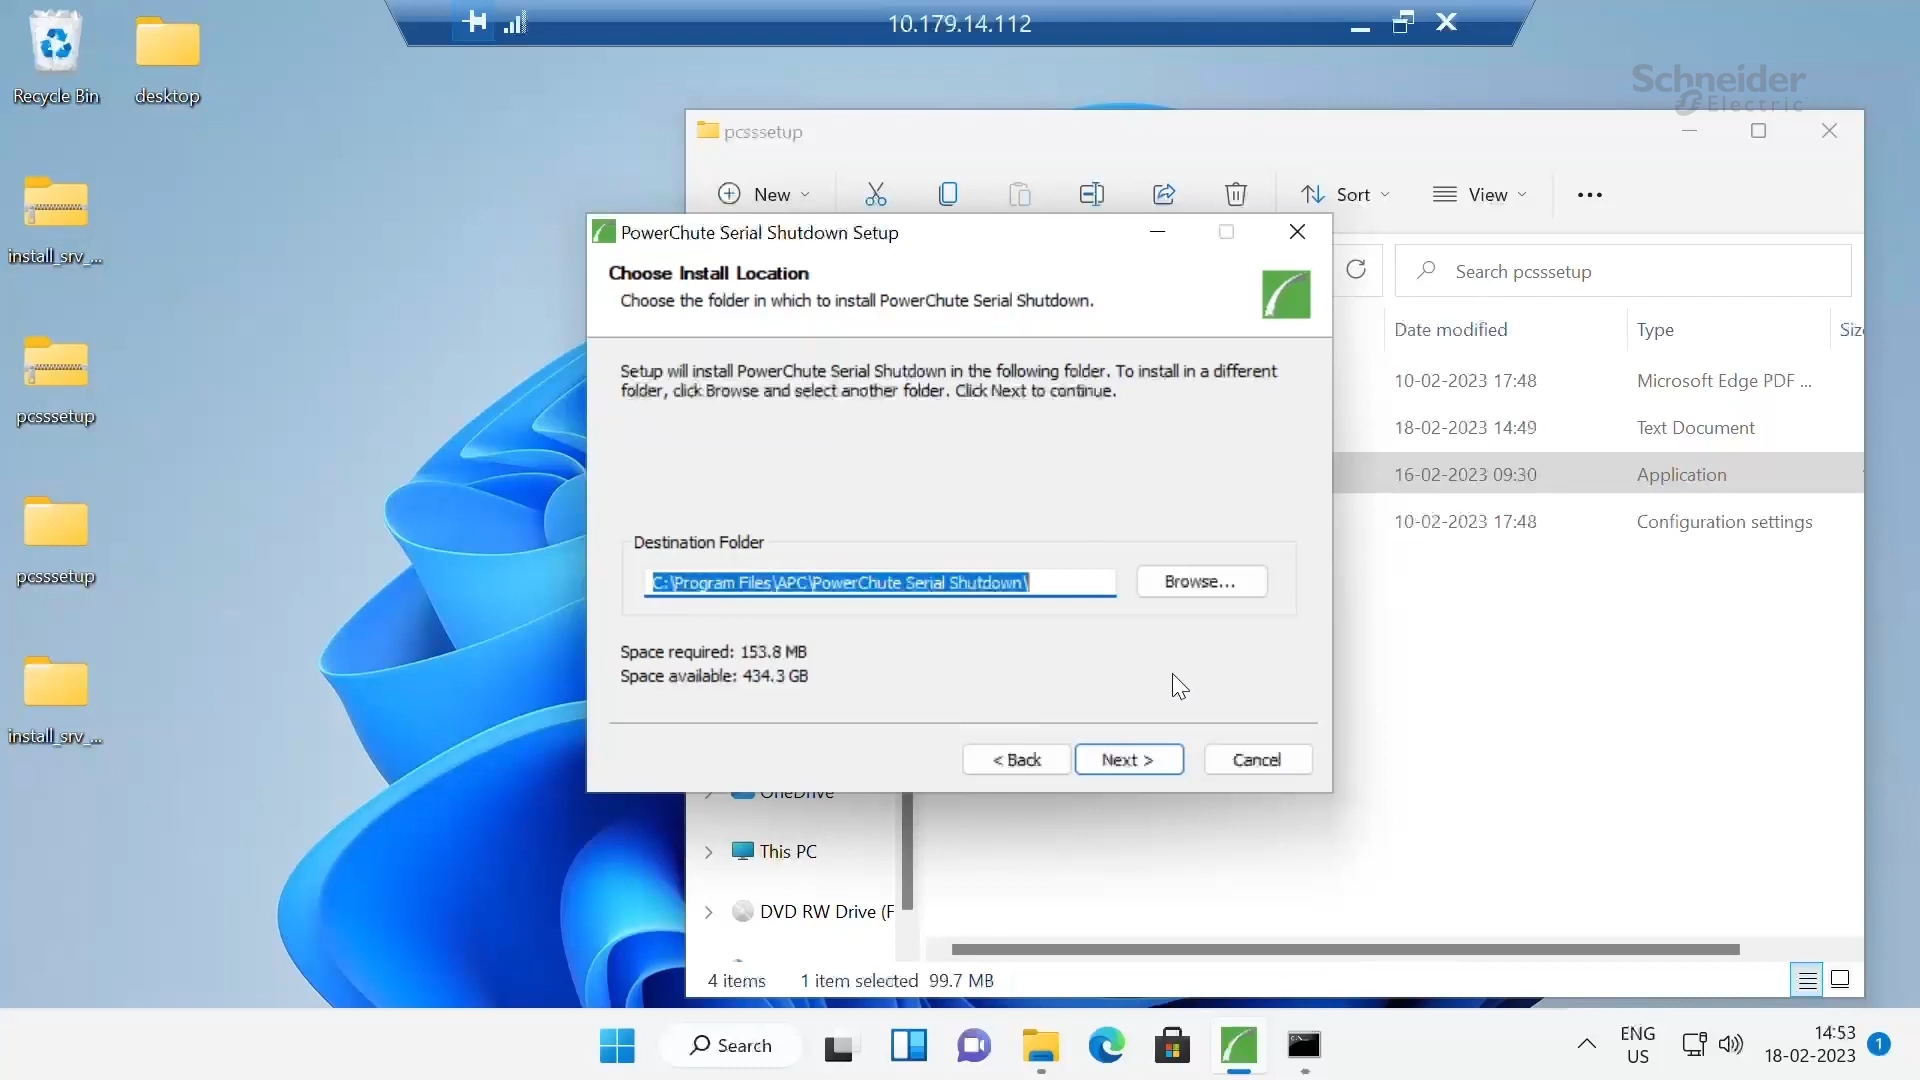 10.179.14.112
Recycle Bin
desktop
Schneider
Electric
pcsssetup
New
Sort
View
install_srv_...
PowerChute Serial Shutdown Setup
Choose Install Location
Choose the folder in which to install PowerChute Serial Shutdown.
Search pcsssetup
Date modified
Type
Setup will install PowerChute Serial Shutdown in the following folder. To install in a different
folder, click Browse and select another folder. Click Next to continue.
10-02-2023 17:48
Microsoft Edge PDF ...
pcsssetup
18-02-2023 14:49
Text Document
16-02-2023 09:30
Application
10-02-2023 17:48
Configuration settings
Destination Folder
C:\Program Files\APC\PowerChute Serial Shutdown\
Browse...
pcsssetup
Space required: 153.8 MB
Space available: 434.3 GB
install_srv_...
< Back
Next >
Cancel
OneDrive
This PC
DVD RW Drive (F
4 items
1 item selected
99.7 MB
Search
ENG
US
14:53
18-02-2023
1